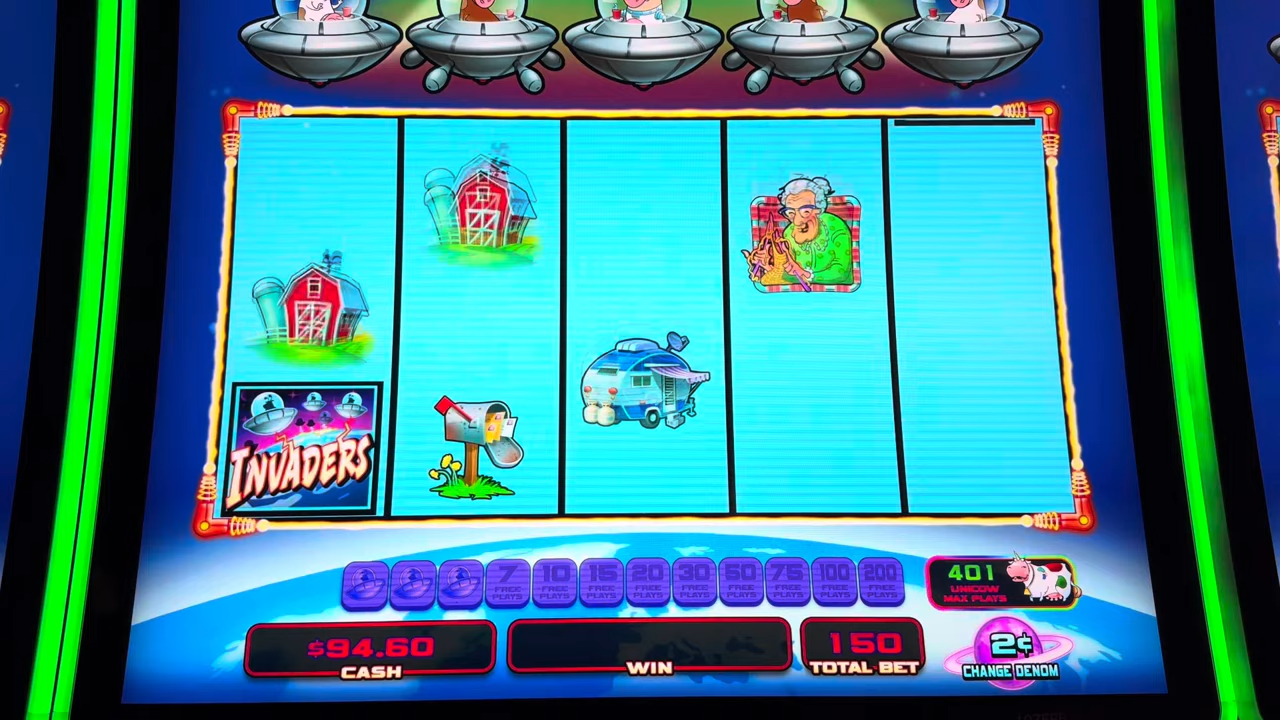 INVADERS
7 FREE PLAYS
10 FREE PLAYS
15 FREE PLAYS
20 FREE PLAYS
30 FREE PLAYS
50 FREE PLAYS
75 FREE PLAYS
100 FREE PLAYS
200 FREE PLAYS
401
UNICOW
MAX PLAYS
$94.60
CASH
WIN
150
TOTAL BET
2¢
CHANGE DENOM